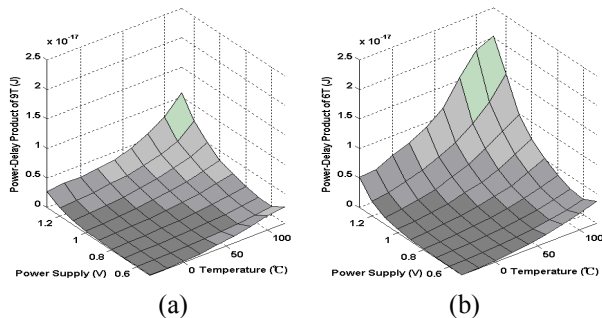 x 10⁻¹⁷
2.5
2
1.5
1
0.5
0
Power-Delay Product of 9T (J)
1.2
1
0.8
0.6
Power Supply (V)
0
50
100
Temperature (℃)
(a)
x 10⁻¹⁷
2.5
2
1.5
1
0.5
0
Power-Delay Product of 6T (J)
1.2
1
0.8
0.6
Power Supply (V)
0
50
100
Temperature (℃)
(b)